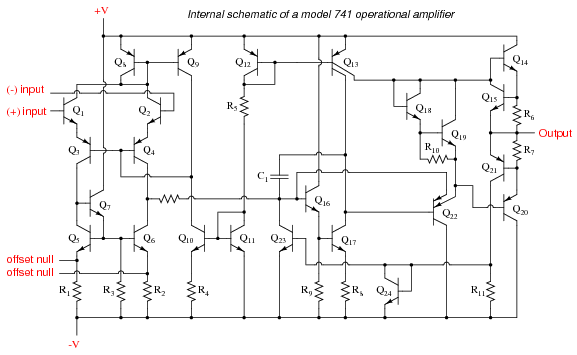 Internal schematic of a model 741 operational amplifier
+V
Q8 Q9 Q12 Q13 Q14
(-) input
(+) input
Q1 Q2 R5 Q18 Q15 R6
Q19
Output
Q3 Q4 R10 R7
C1 Q21
Q7 Q16 Q22 Q20
Q5 Q6 Q10 Q11 Q23 Q17
offset null
offset null
R1 R3 R2 R4 R9 R8 Q24 R11
-V